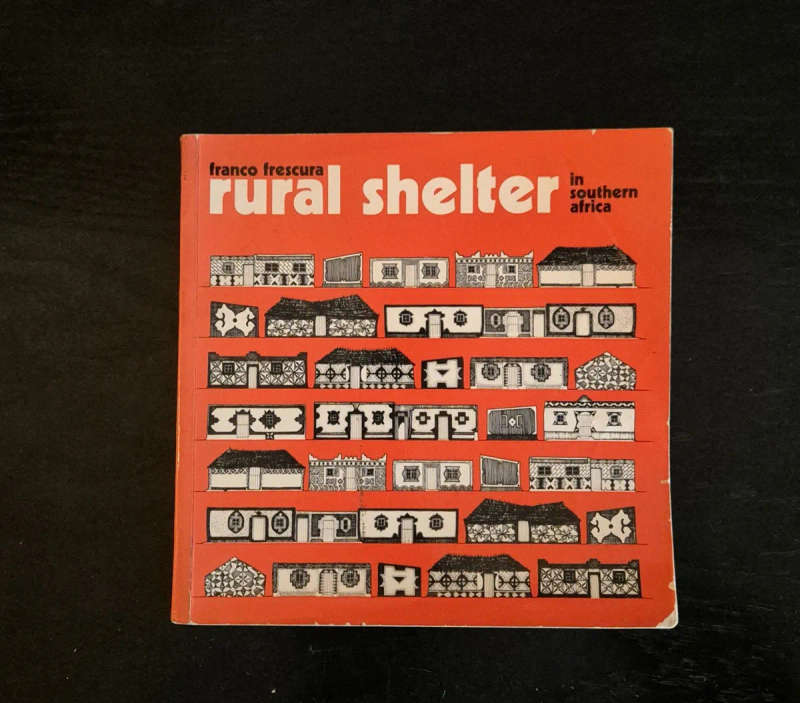 franco frescura
rural shelter
in
southern
africa